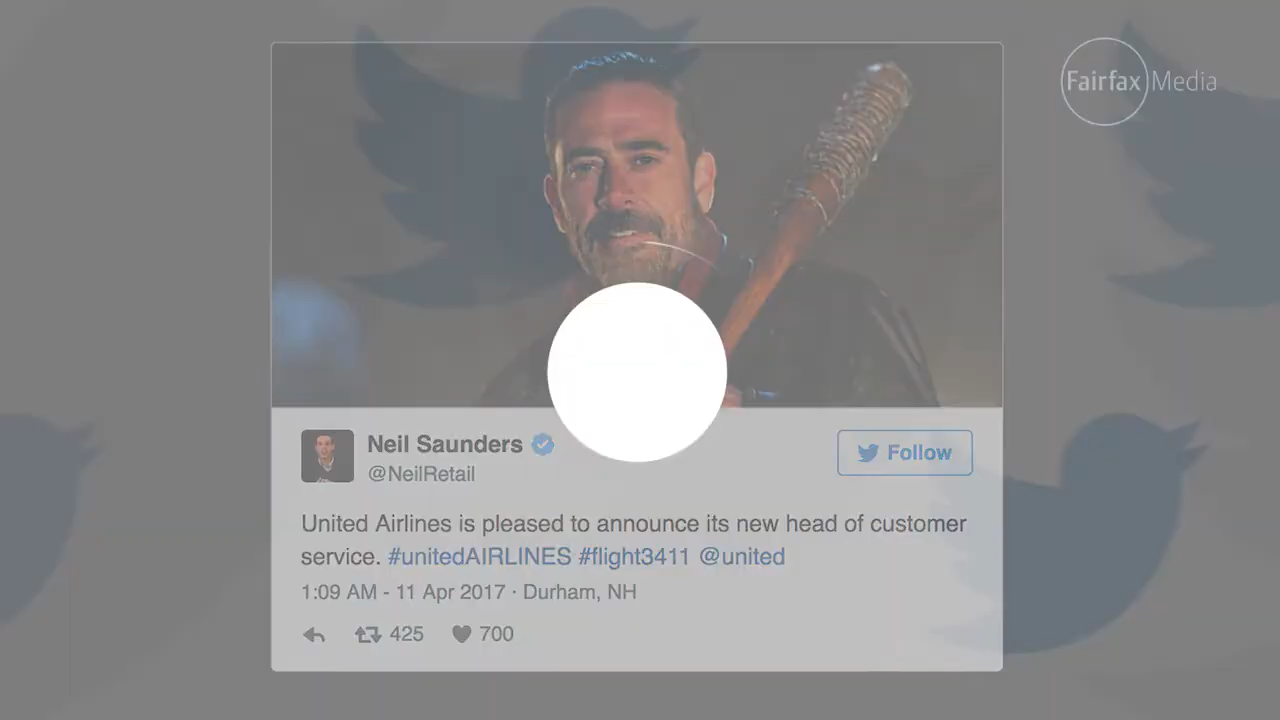 Fairfax Media
Neil Saunders
@NeilRetail
Follow
United Airlines is pleased to announce its new head of customer
service. #unitedAIRLINES #flight3411 @united
1:09 AM - 11 Apr 2017 · Durham, NH
425 700